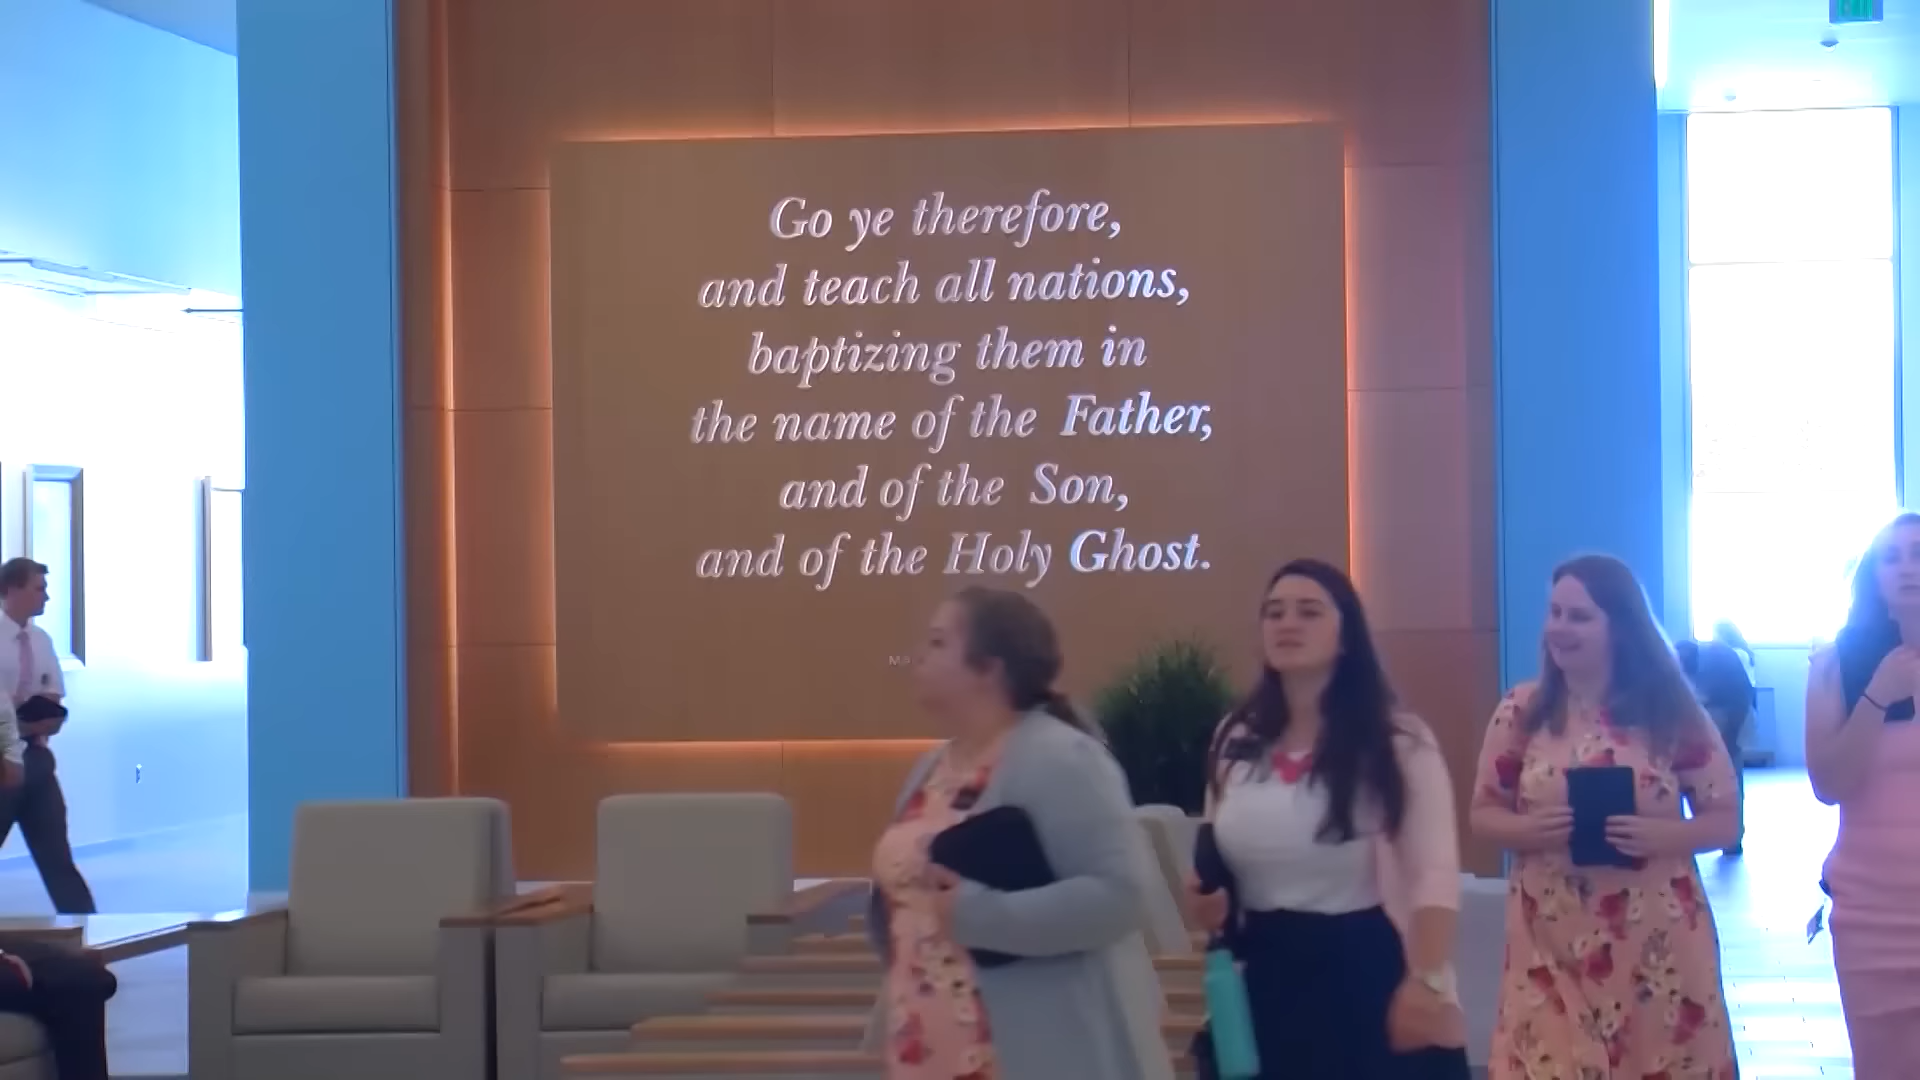 Go ye therefore,
and teach all nations,
baptizing them in
the name of the Father,
and of the Son,
and of the Holy Ghost.